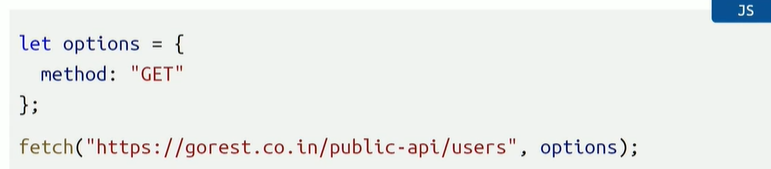 JS
let options = {
  method: "GET"
};
fetch("https://gorest.co.in/public-api/users", options);